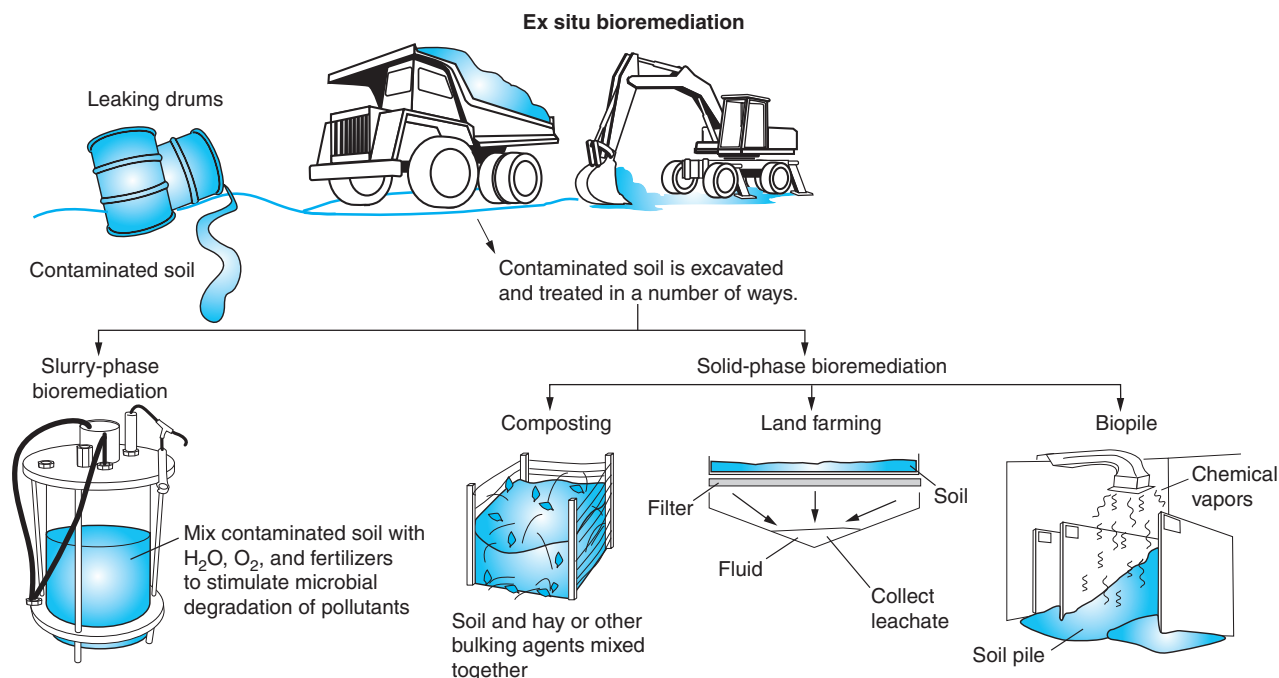 Ex situ bioremediation
Leaking drums
Contaminated soil
Contaminated soil is excavated
and treated in a number of ways.
Slurry-phase
bioremediation
Solid-phase bioremediation
Composting
Land farming
Biopile
Mix contaminated soil with
H₂O, O₂, and fertilizers
to stimulate microbial
degradation of pollutants
Soil and hay or other
bulking agents mixed
together
Filter
Soil
Fluid
Collect
leachate
Chemical
vapors
Soil pile